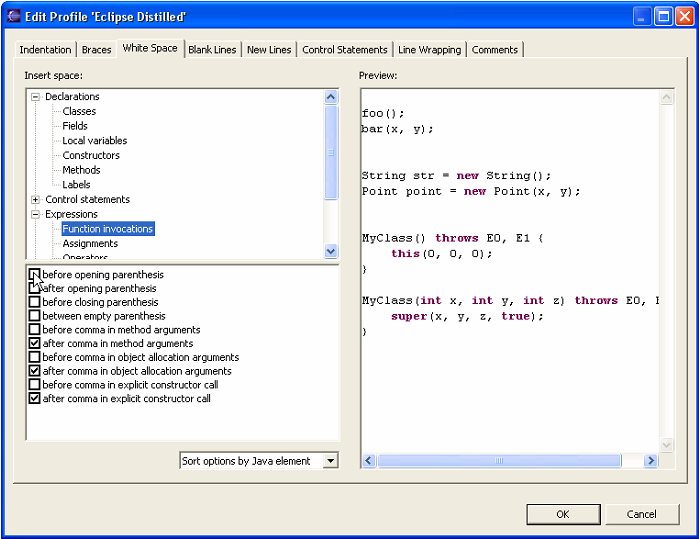 Edit Profile 'Eclipse Distilled'
Indentation Braces White Space Blank Lines New Lines Control Statements Line Wrapping Comments
Insert space:
Declarations
Classes
Fields
Local variables
Constructors
Methods
Labels
Control statements
Expressions
Function invocations
Assignments
Operators
before opening parenthesis
after opening parenthesis
before closing parenthesis
between empty parenthesis
before comma in method arguments
after comma in method arguments
before comma in object allocation arguments
after comma in object allocation arguments
before comma in explicit constructor call
after comma in explicit constructor call
Sort options by Java element
Preview:
foo();
bar(x, y);
String str = new String();
Point point = new Point(x, y);
MyClass() throws E0, E1 {
this(0, 0, 0);
}
MyClass(int x, int y, int z) throws E0,
super(x, y, z, true);
}
OK Cancel